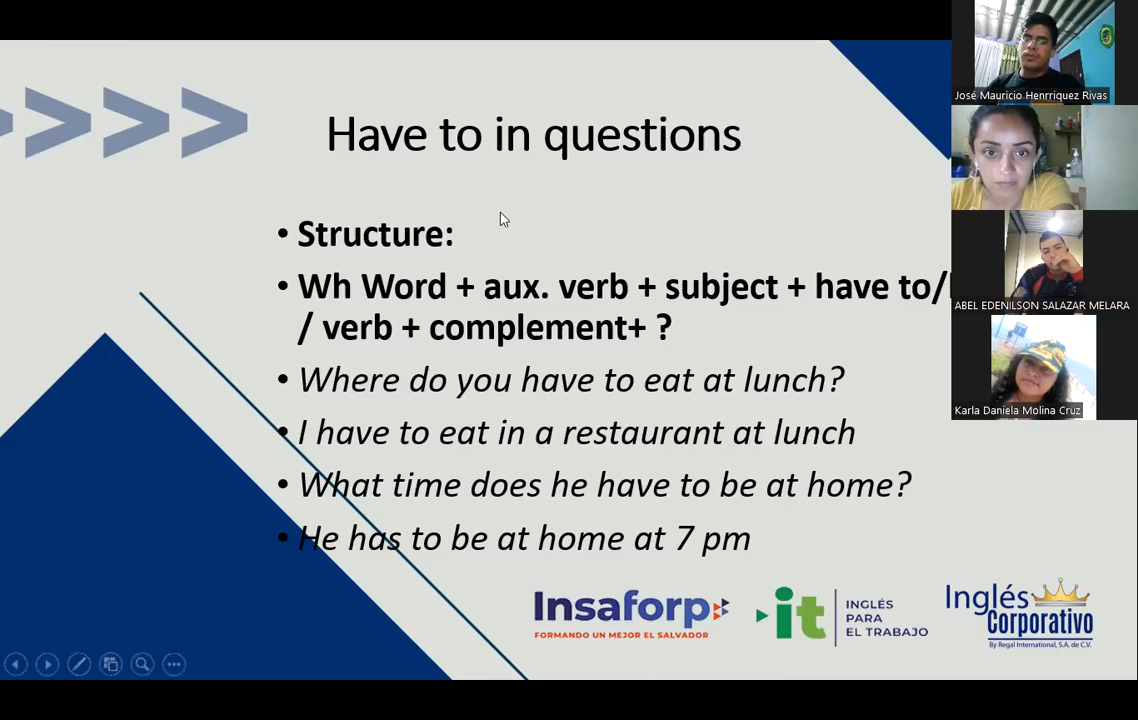 Have to in questions
• Structure:
• Wh Word + aux. verb + subject + have to/
/ verb + complement+ ?
• Where do you have to eat at lunch?
• I have to eat in a restaurant at lunch
• What time does he have to be at home?
• He has to be at home at 7 pm
Insaforp
FORMANDO UN MEJOR EL SALVADOR
it
INGLÉS
PARA
EL TRABAJO
Inglés
Corporativo
By Regal International, S.A. de C.V.
José Mauricio Henrriquez Rivas
ABEL EDENILSON SALAZAR MELARA
Karla Daniela Molina Cruz